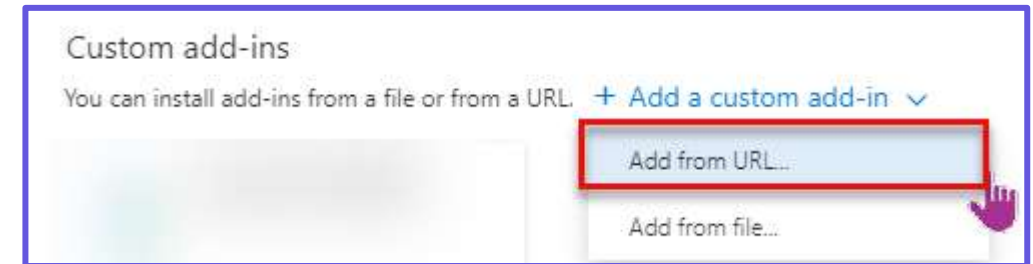 Custom add-ins
You can install add-ins from a file or from a URL. + Add a custom add-in
Add from URL...
Add from file...